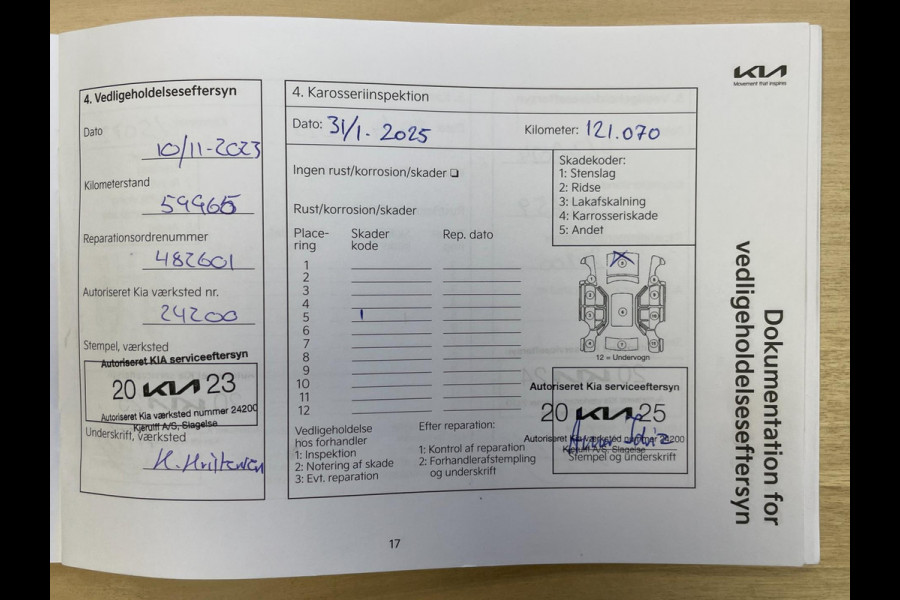 KIA
Movement that inspires
4. Vedligeholdelseseftersyn
Dato
10/11-2023
Kilometerstand
59965
Reparationsordrenummer
482601
Autoriseret Kia værksted nr.
24200
Stempel, værksted
Autoriseret KIA serviceeftersyn
20 KIA 23
Autoriseret Kia værksted nummer 24200
Kjerulff A/S, Slagelse
Underskrift, værksted
4. Karosseriinspektion
Dato: 31/1. 2025
Kilometer: 121.070
Ingen rust/korrosion/skader
Skadekoder:
1: Stenslag
2: Ridse
3: Lakafskalning
4: Karrosseriskade
5: Andet
Rust/korrosion/skader
Placering
Skader kode
Rep. dato
1
2
3
4
5 1
6
7
8
9
10
11
12
12 = Undervogn
Vedligeholdelse
hos forhandler
1: Inspektion
2: Notering af skade
3: Evt. reparation
Efter reparation:
1: Kontrol af reparation
2: Forhandlerafstempling
og underskrift
Autoriseret Kia serviceeftersyn
20 KIA 25
Autoriseret Kia værksted nummer 24200
Kjerulff A/S, Slagelse
Stempel og underskrift
Dokumentation for
vedligeholdelseseftersyn
17